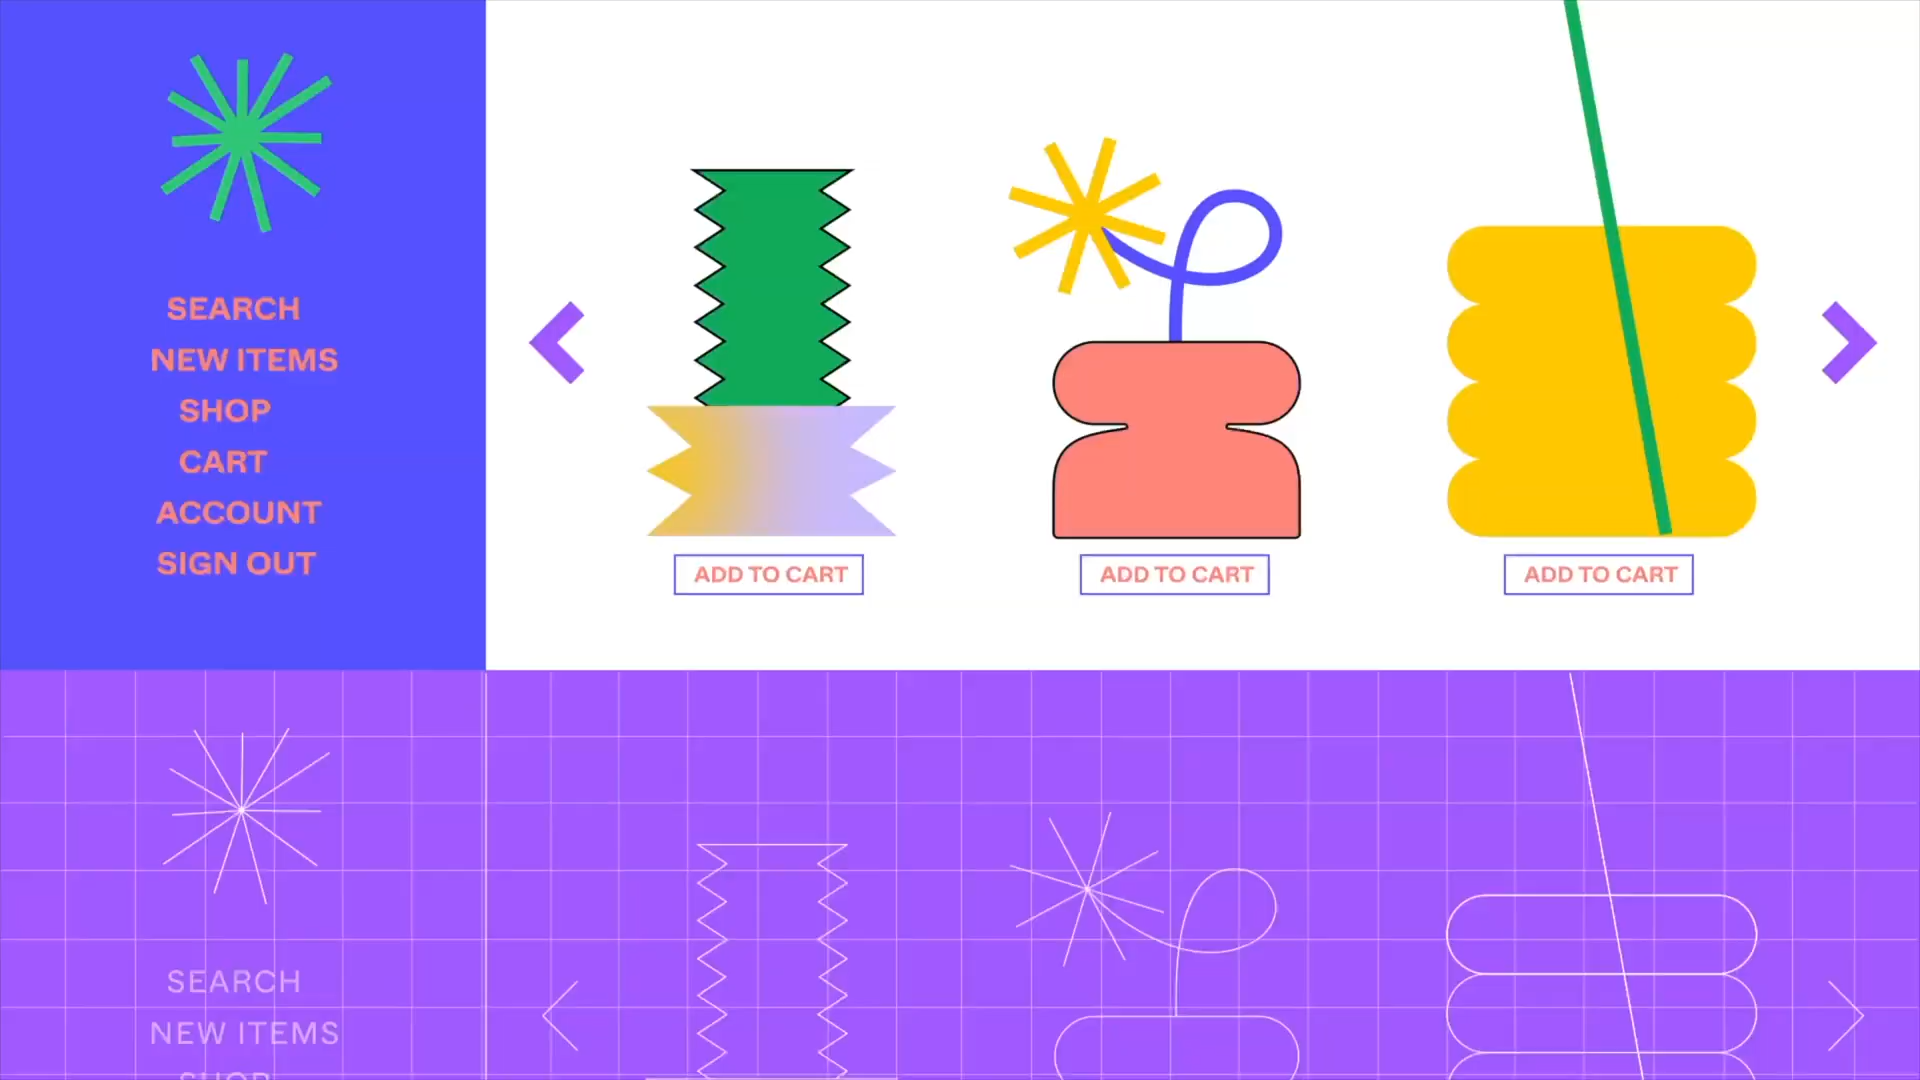 SEARCH
NEW ITEMS
SHOP
CART
ACCOUNT
SIGN OUT
ADD TO CART
ADD TO CART
ADD TO CART
SEARCH
NEW ITEMS
SHOP